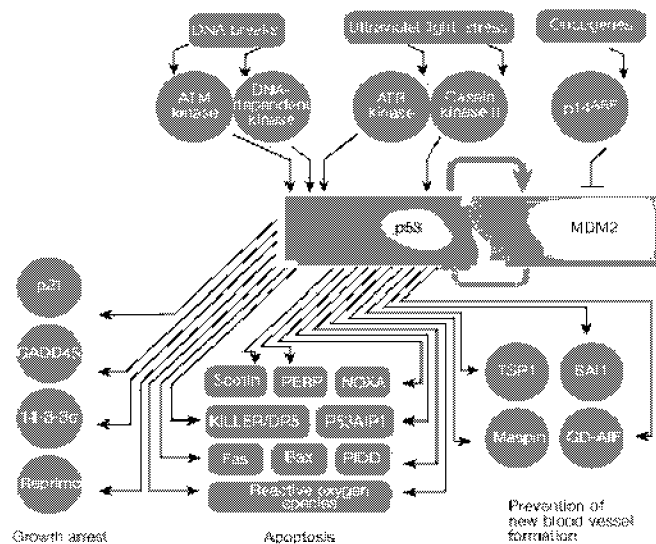 DNA breaks
Ultraviolet light, stress
Oncogenes
ATM
kinase
DNA-
dependent
kinase
ATR
kinase
Casein
kinase II
p14ARF
p53
MDM2
p21
GADD45
14-3-3σ
Reprimo
Scotin
PERP
NOXA
KILLER/DR5
P53AIP1
Fas
Bax
PIDD
Reactive oxygen
species
TSP1
BAI1
Maspin
GD-AIF
Growth arrest
Apoptosis
Prevention of
new blood vessel
formation